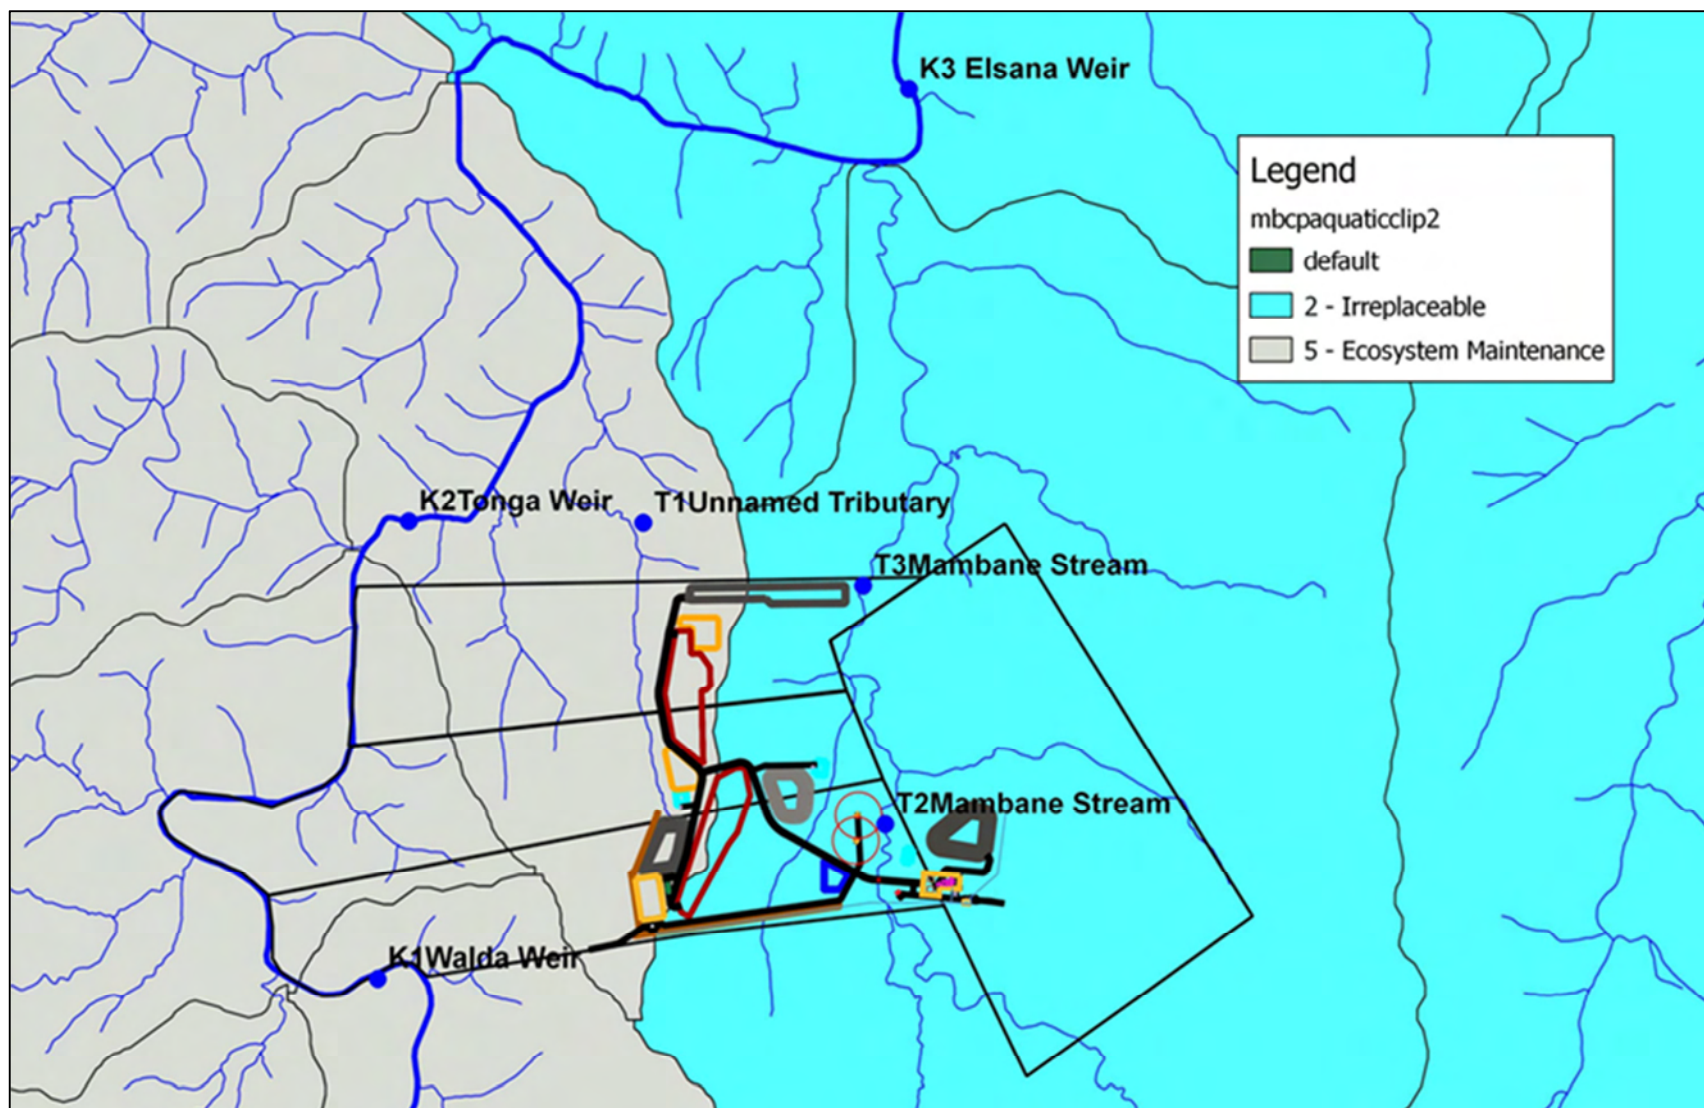 K3 Elsana Weir
Legend
mbcpaquaticclip2
default
2 - Irreplaceable
5 - Ecosystem Maintenance
K2Tonga Weir
T1Unnamed Tributary
T3Mambane Stream
T2Mambane Stream
K1Walda Weir